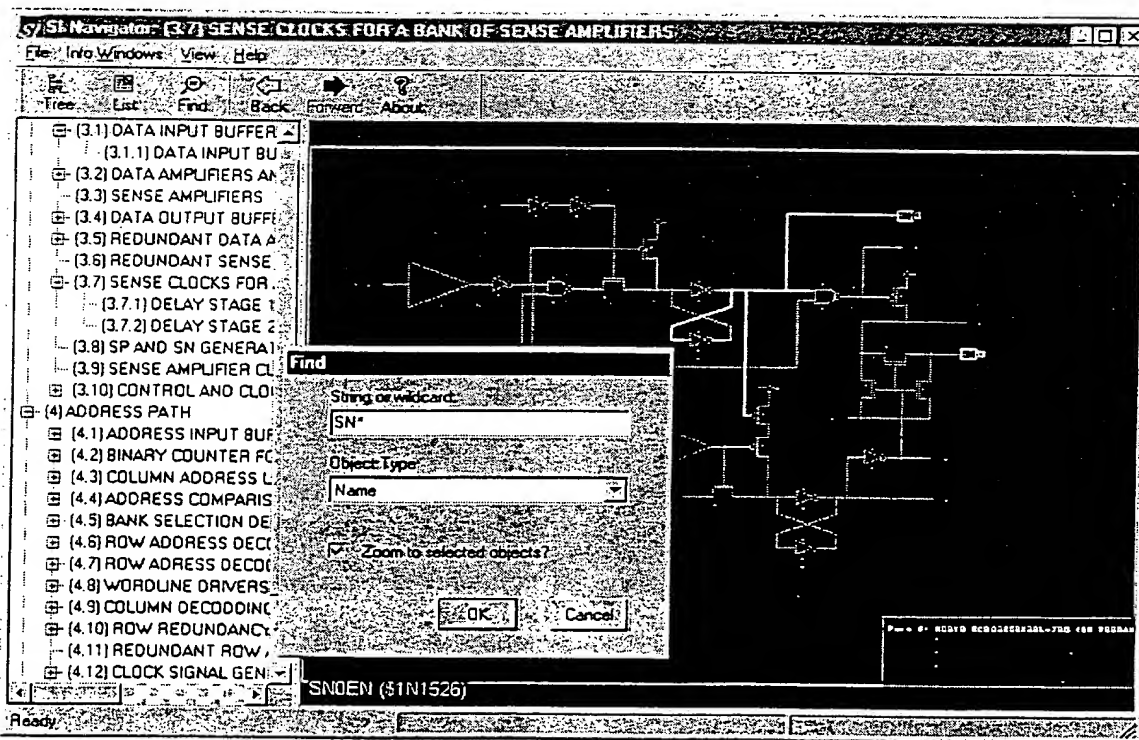 SI Navigator: (3.7) SENSE CLOCKS FOR A BANK OF SENSE AMPLIFIERS
File Info Windows View Help
Tree List Find Back Forward About
(3.1) DATA INPUT BUFFER
(3.1.1) DATA INPUT BU
(3.2) DATA AMPLIFIERS AN
(3.3) SENSE AMPLIFIERS
(3.4) DATA OUTPUT BUFFE
(3.5) REDUNDANT DATA A
(3.6) REDUNDANT SENSE
(3.7) SENSE CLOCKS FOR
(3.7.1) DELAY STAGE 1
(3.7.2) DELAY STAGE 2
(3.8) SP AND SN GENERAT
(3.9) SENSE AMPLIFIER CL
(3.10) CONTROL AND CLO
(4) ADDRESS PATH
(4.1) ADDRESS INPUT BUF
(4.2) BINARY COUNTER FO
(4.3) COLUMN ADDRESS L
(4.4) ADDRESS COMPARIS
(4.5) BANK SELECTION DE
(4.6) ROW ADDRESS DECO
(4.7) ROW ADRESS DECOD
(4.8) WORDLINE DRIVERS
(4.9) COLUMN DECODDING
(4.10) ROW REDUNDANCY
(4.11) REDUNDANT ROW
(4.12) CLOCK SIGNAL GEN
Find
String or wildcard:
SN*
Object Type
Name
Zoom to selected objects?
OK Cancel
SN0EN ($1N1526)
Ready